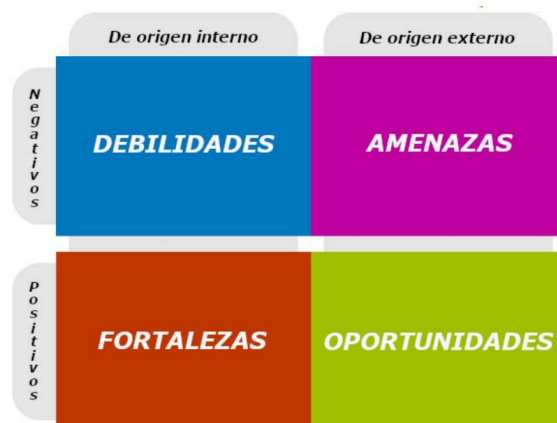 De origen interno
De origen externo
Negativos
DEBILIDADES
AMENAZAS
Positivos
FORTALEZAS
OPORTUNIDADES